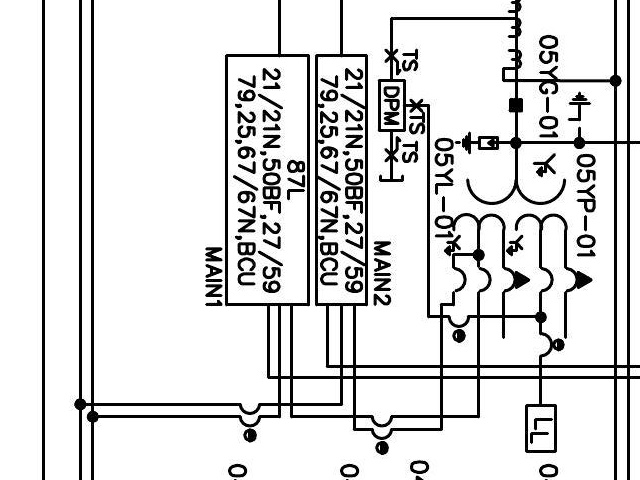 05YG-01
05YP-01
05YL-01
TS
DPM
TS
TS
87L
21/21N,50BF,27/59
79,25,67/67N,BCU
MAIN1
21/21N,50BF,27/59
79,25,67/67N,BCU
MAIN2
LL